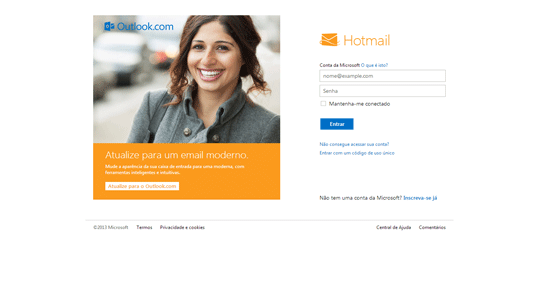 Outlook.com
Atualize para um email moderno.
Mude a aparência da sua caixa de entrada para uma moderna, com
ferramentas inteligentes e intuitivas.
Atualize para o Outlook.com
Hotmail
Conta da Microsoft O que é isto?
nome@example.com
Senha
Mantenha-me conectado
Entrar
Não consegue acessar sua conta?
Entrar com um código de uso único
Não tem uma conta da Microsoft? Inscreva-se já
©2013 Microsoft Termos Privacidade e cookies Central de Ajuda Comentários